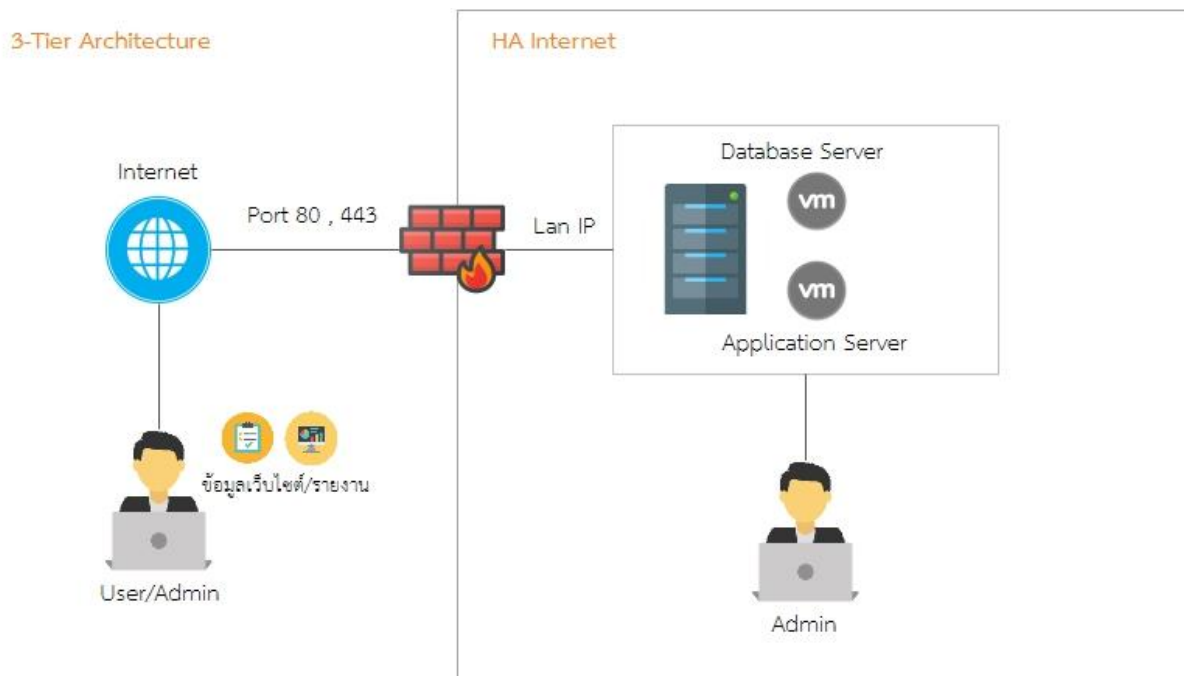 3-Tier Architecture
HA Internet
Internet
Port 80 , 443
Lan IP
Database Server
vm
vm
Application Server
ข้อมูลเว็บไซต์/รายงาน
User/Admin
Admin